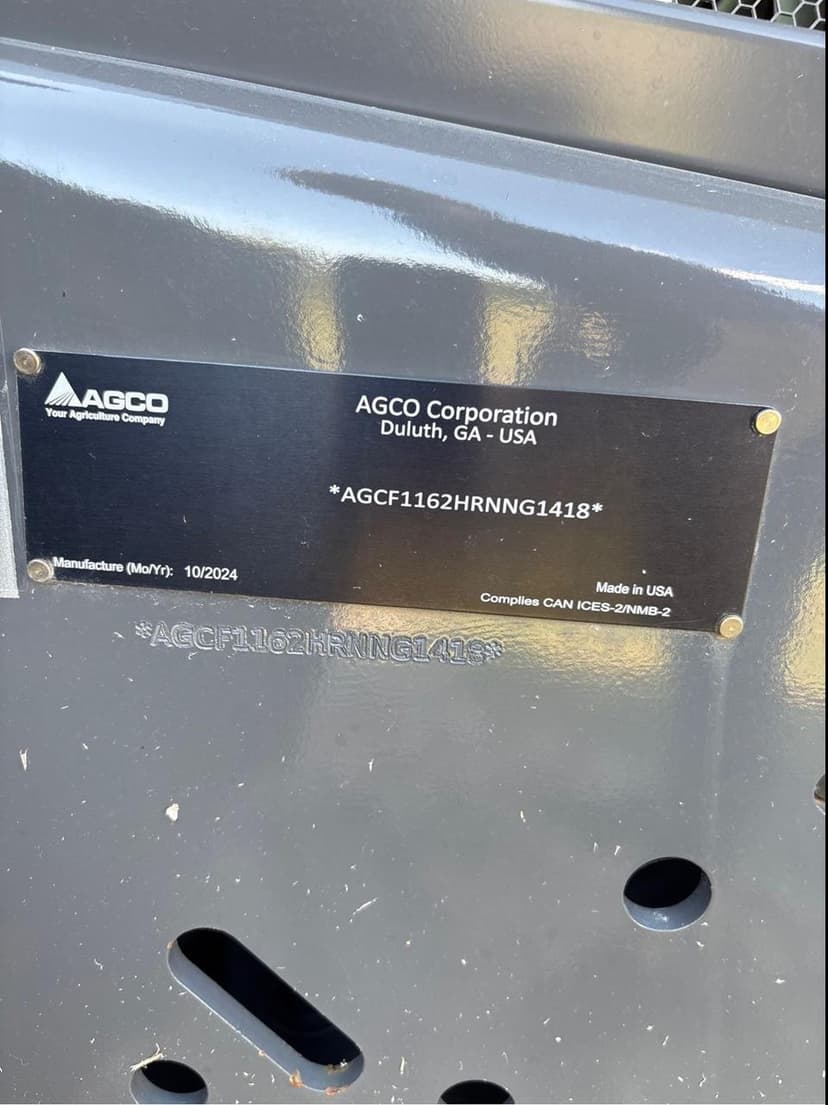 AGCO
Your Agriculture Company
AGCO Corporation
Duluth, GA - USA
*AGCF1162HRNNG1418*
Manufacture (Mo/Yr): 10/2024
Made in USA
Complies CAN ICES-2/NMB-2
*AGCF1162HRNNG1418*